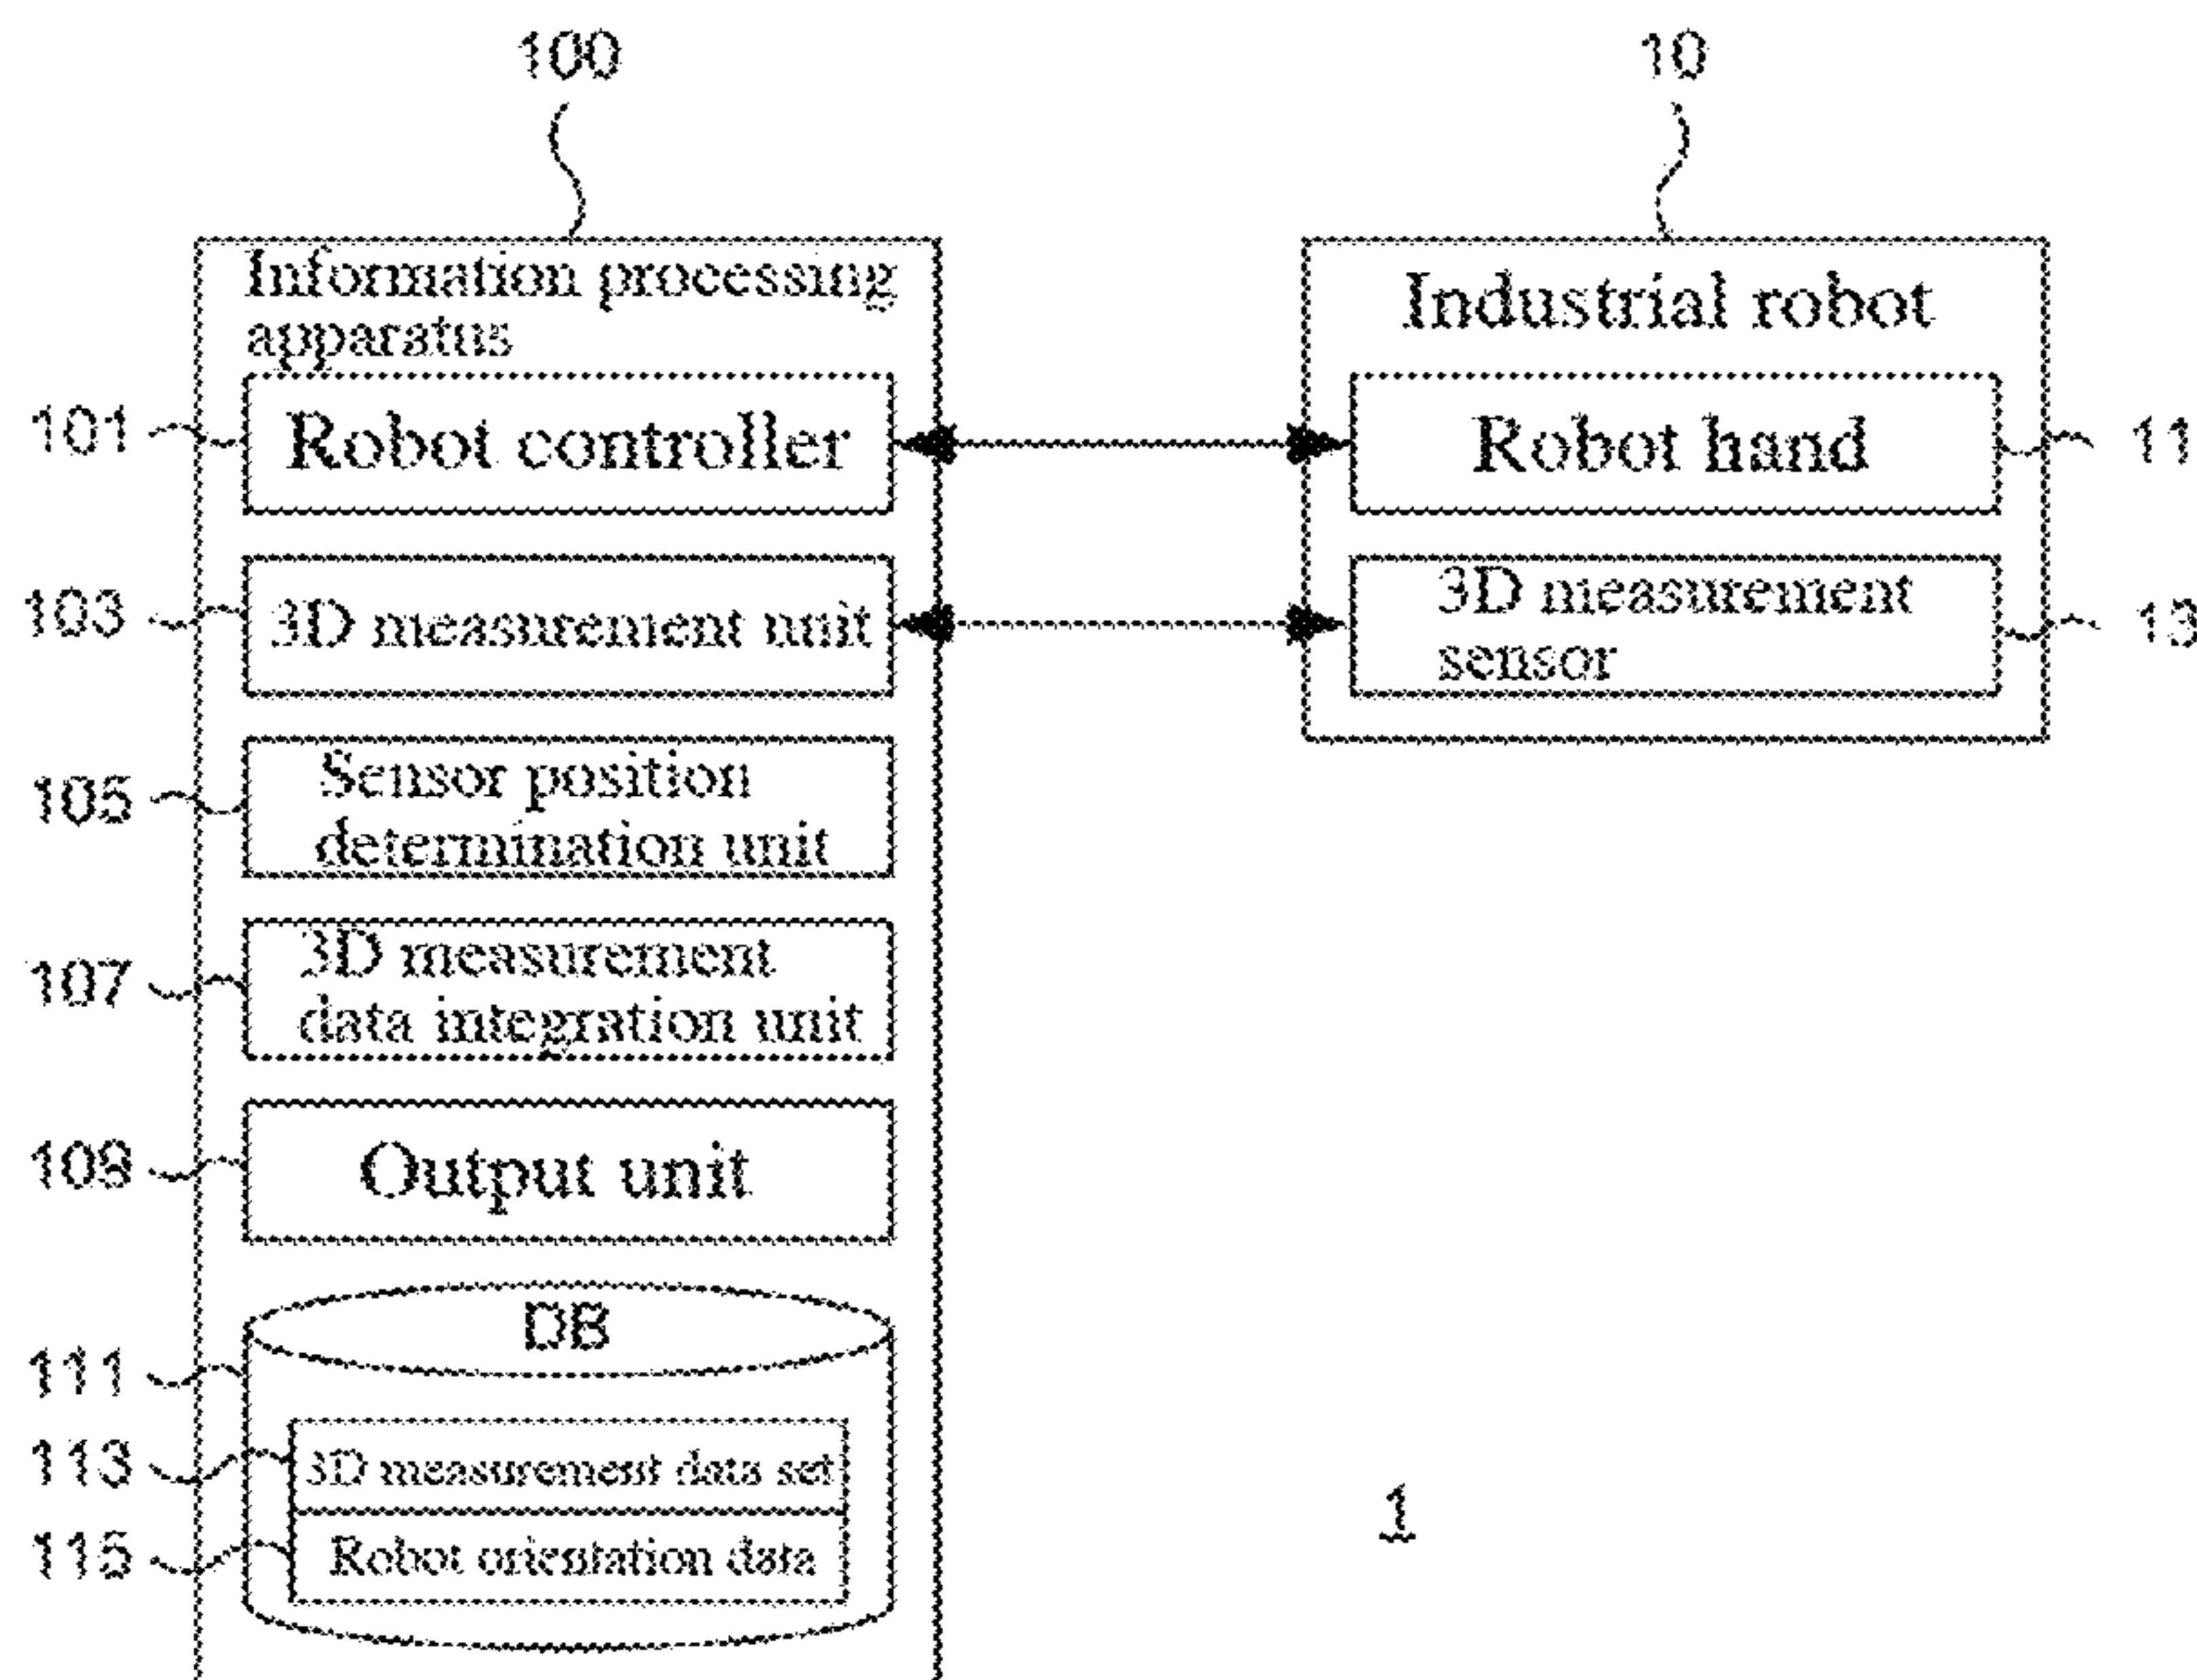 100
10
Information processing
apparatus
Industrial robot
101
Robot controller
Robot hand
11
103
3D measurement unit
3D measurement
sensor
13
105
Sensor position
determination unit
107
3D measurement
data integration unit
109
Output unit
DB
111
113
3D measurement data set
115
Robot orientation data
1